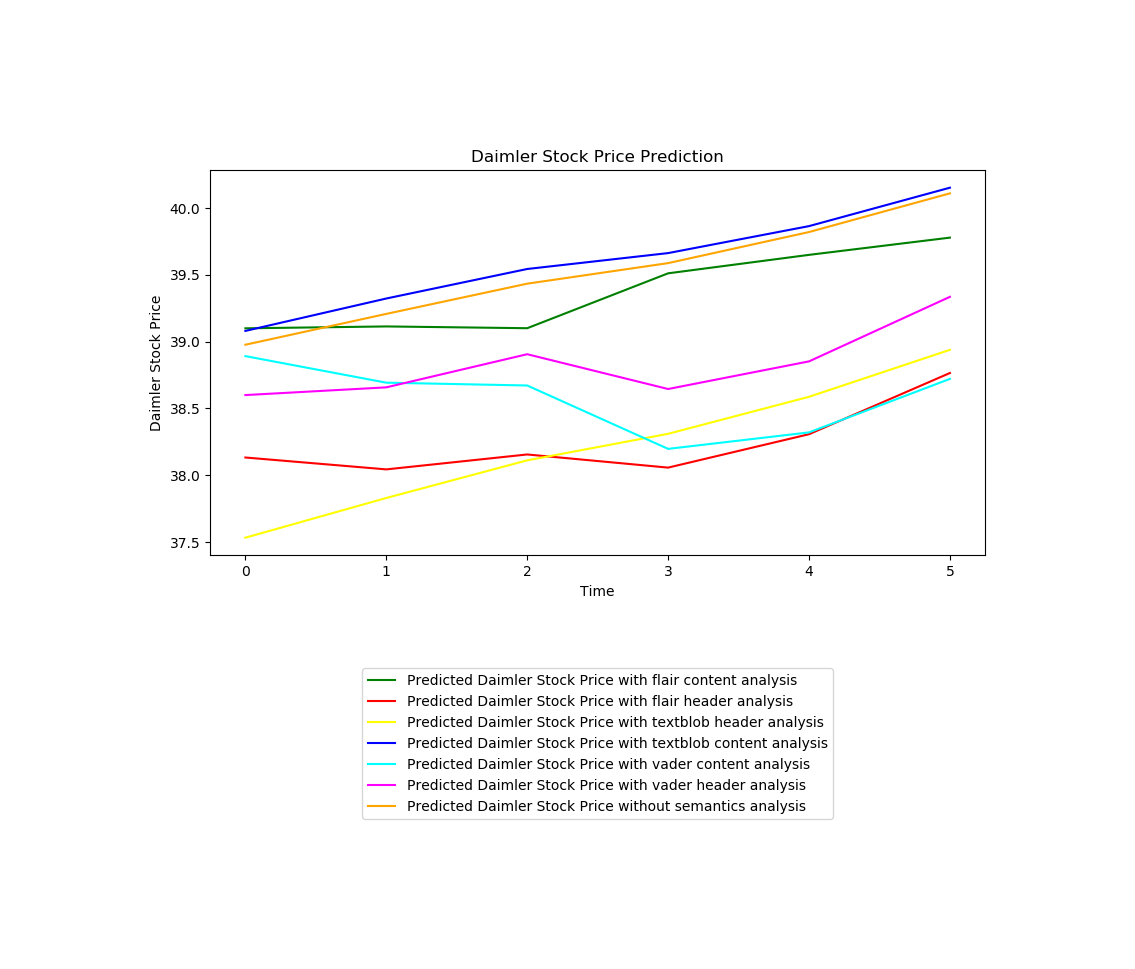 Daimler Stock Price Prediction
40.0
39.5
39.0
38.5
38.0
37.5
Daimler Stock Price
0 1 2 3 4 5
Time
Predicted Daimler Stock Price with flair content analysis
Predicted Daimler Stock Price with flair header analysis
Predicted Daimler Stock Price with textblob header analysis
Predicted Daimler Stock Price with textblob content analysis
Predicted Daimler Stock Price with vader content analysis
Predicted Daimler Stock Price with vader header analysis
Predicted Daimler Stock Price without semantics analysis